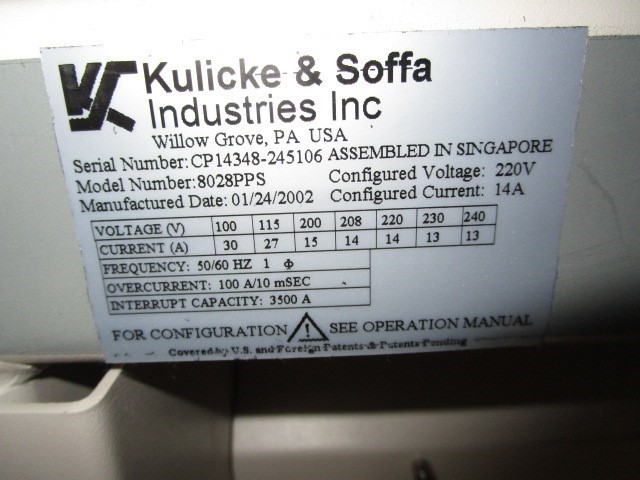 KS
Kulicke & Soffa
Industries Inc
Willow Grove, PA USA
Serial Number:CP14348-245106 ASSEMBLED IN SINGAPORE
Model Number:8028PPS Configured Voltage: 220V
Manufactured Date: 01/24/2002 Configured Current: 14A
VOLTAGE (V) 100 115 200 208 220 230 240
CURRENT (A) 30 27 15 14 14 13 13
FREQUENCY: 50/60 HZ 1 Φ
OVERCURRENT: 100 A/10 mSEC
INTERRUPT CAPACITY: 3500 A
FOR CONFIGURATION ! SEE OPERATION MANUAL
Covered by U.S. and Foreign Patents & Patents Pending